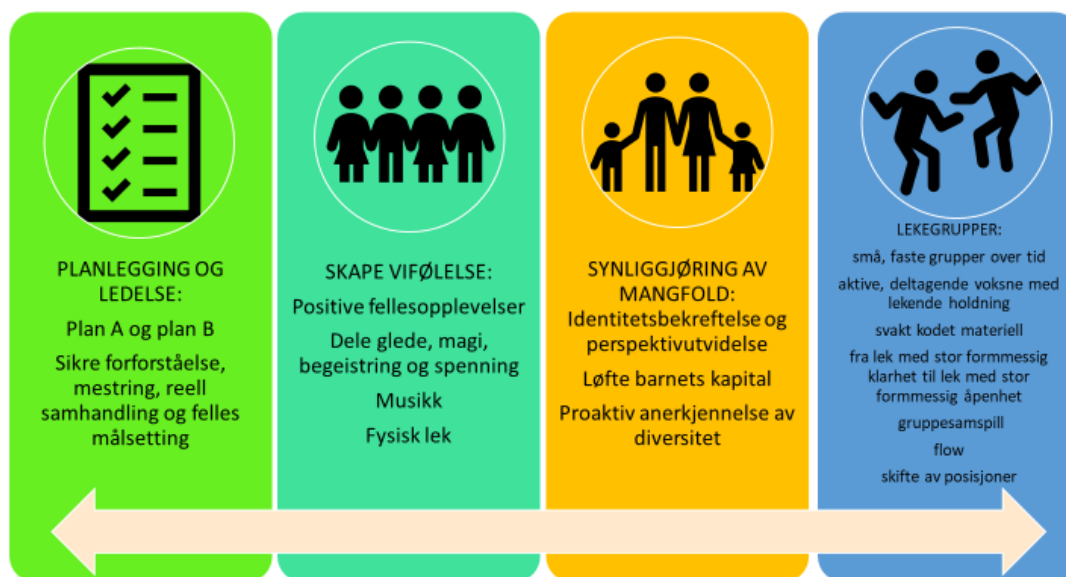 PLANLEGGING OG
LEDELSE:
Plan A og plan B
Sikre forforståelse,
mestring, reell
samhandling og felles
målsetting
SKAPE VIFØLELSE:
Positive fellesopplevelser
Dele glede, magi,
begeistring og spenning
Musikk
Fysisk lek
SYNLIGGJØRING AV
MANGFOLD:
Identitetsbekreftelse og
perspektivutvidelse
Løfte barnets kapital
Proaktiv anerkjennelse av
diversitet
LEKEGRUPPER:
små, faste grupper over tid
aktive, deltagende voksne med
lekende holdning
svakt kodet materiell
fra lek med stor formmessig
klarhet til lek med stor
formmessig åpenhet
gruppesamspill
flow
skifte av posisjoner